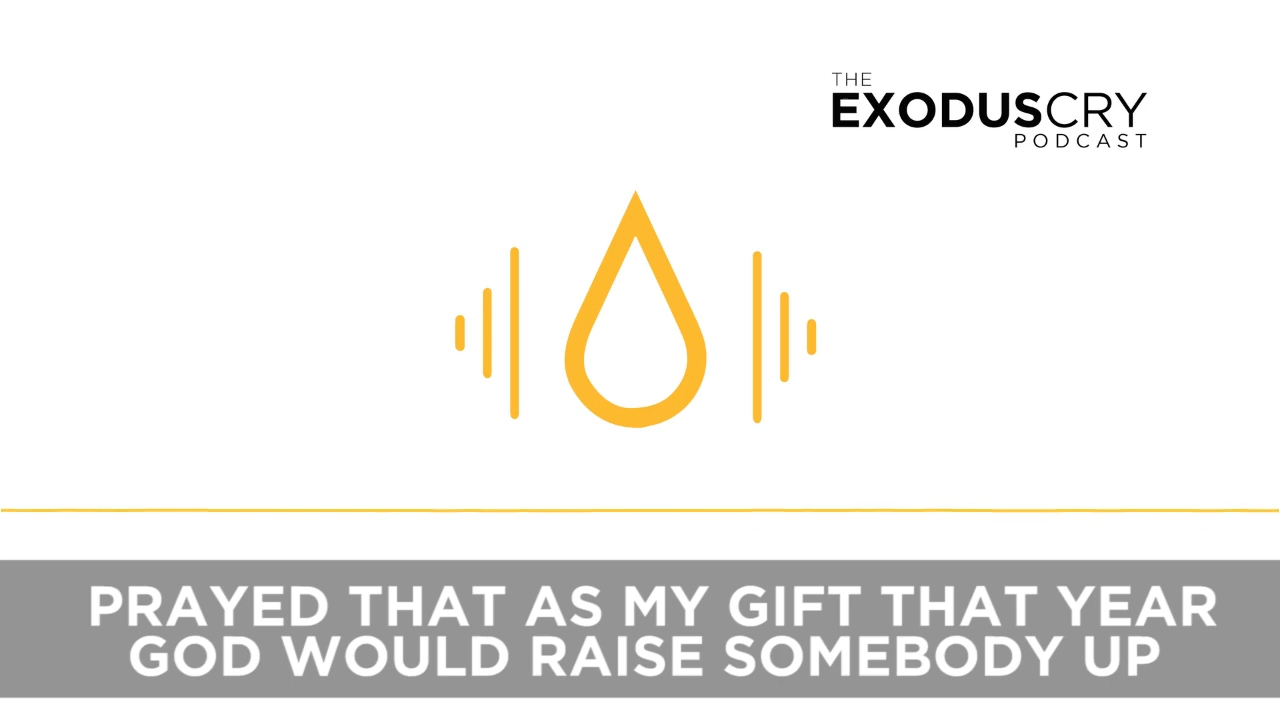 THE
EXODUSCRY
PODCAST
PRAYED THAT AS MY GIFT THAT YEAR
GOD WOULD RAISE SOMEBODY UP